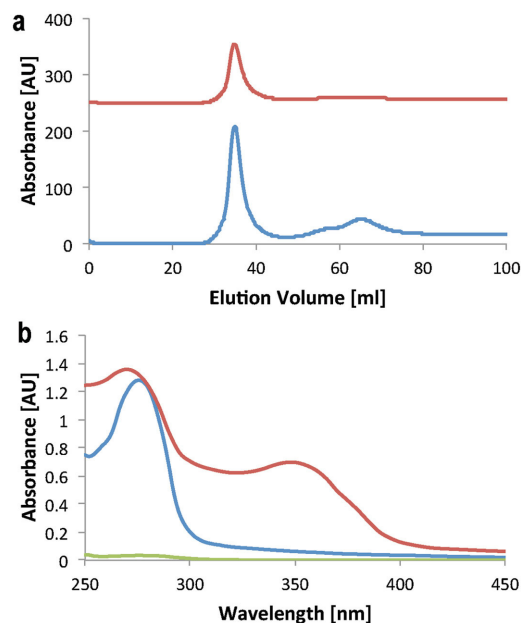 a
400
300
200
100
0
0 20 40 60 80 100
Absorbance [AU]
Elution Volume [ml]
b
1.6
1.4
1.2
1
0.8
0.6
0.4
0.2
0
250 300 350 400 450
Absorbance [AU]
Wavelength [nm]